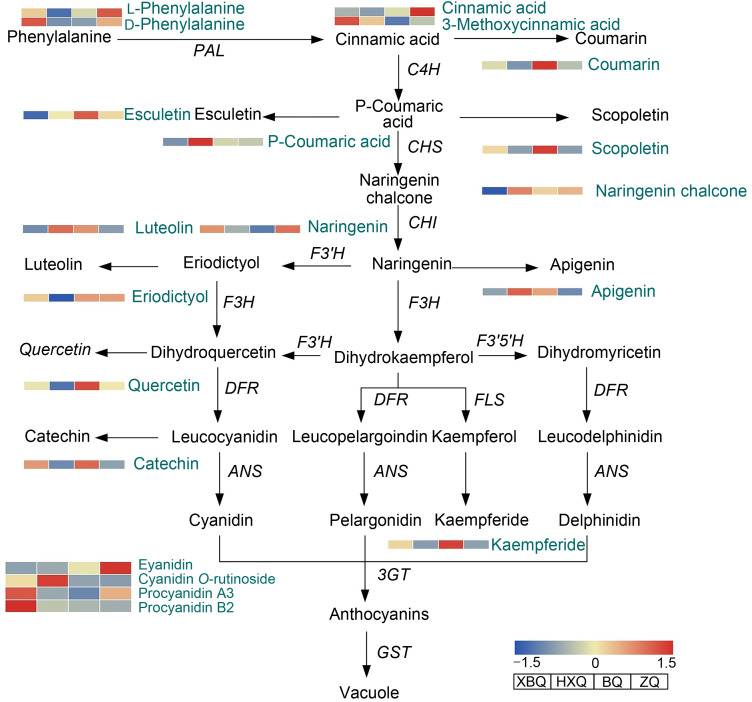 L-Phenylalanine
D-Phenylalanine
Phenylalanine
PAL
Cinnamic acid
3-Methoxycinnamic acid
Cinnamic acid
Coumarin
C4H
Coumarin
P-Coumaric
acid
Esculetin
Esculetin
Scopoletin
P-Coumaric acid
CHS
Scopoletin
Naringenin
chalcone
Naringenin chalcone
Luteolin
Naringenin
CHI
F3'H
Luteolin
Eriodictyol
Naringenin
Apigenin
Eriodictyol
F3H
F3H
Apigenin
Quercetin
Dihydroquercetin
F3'H
Dihydrokaempferol
F3'5'H
Dihydromyricetin
Quercetin
DFR
DFR
FLS
DFR
Catechin
Leucocyanidin
Leucopelargoindin
Kaempferol
Leucodelphinidin
Catechin
ANS
ANS
ANS
Cyanidin
Pelargonidin
Kaempferide
Delphinidin
Kaempferide
Eyanidin
Cyanidin O-rutinoside
Procyanidin A3
Procyanidin B2
3GT
Anthocyanins
GST
Vacuole
−1.5 0 1.5
XBQ HXQ BQ ZQ